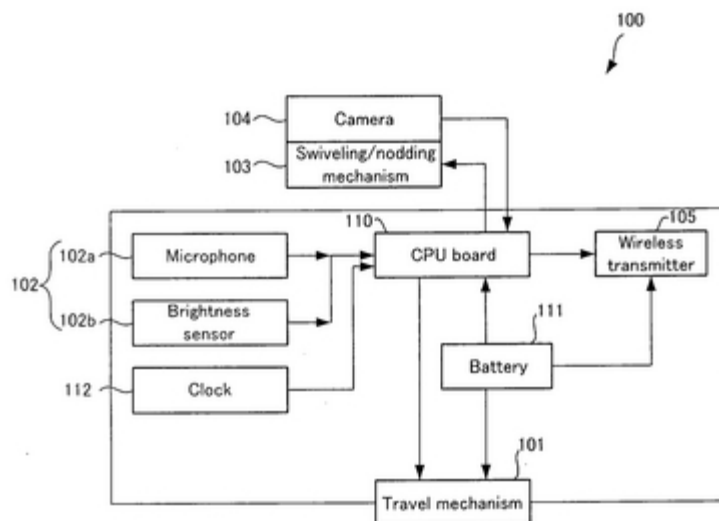 100
104
Camera
103
Swiveling/nodding
mechanism
110
105
102
102a
Microphone
CPU board
Wireless
transmitter
102b
Brightness
sensor
111
Battery
112
Clock
101
Travel mechanism